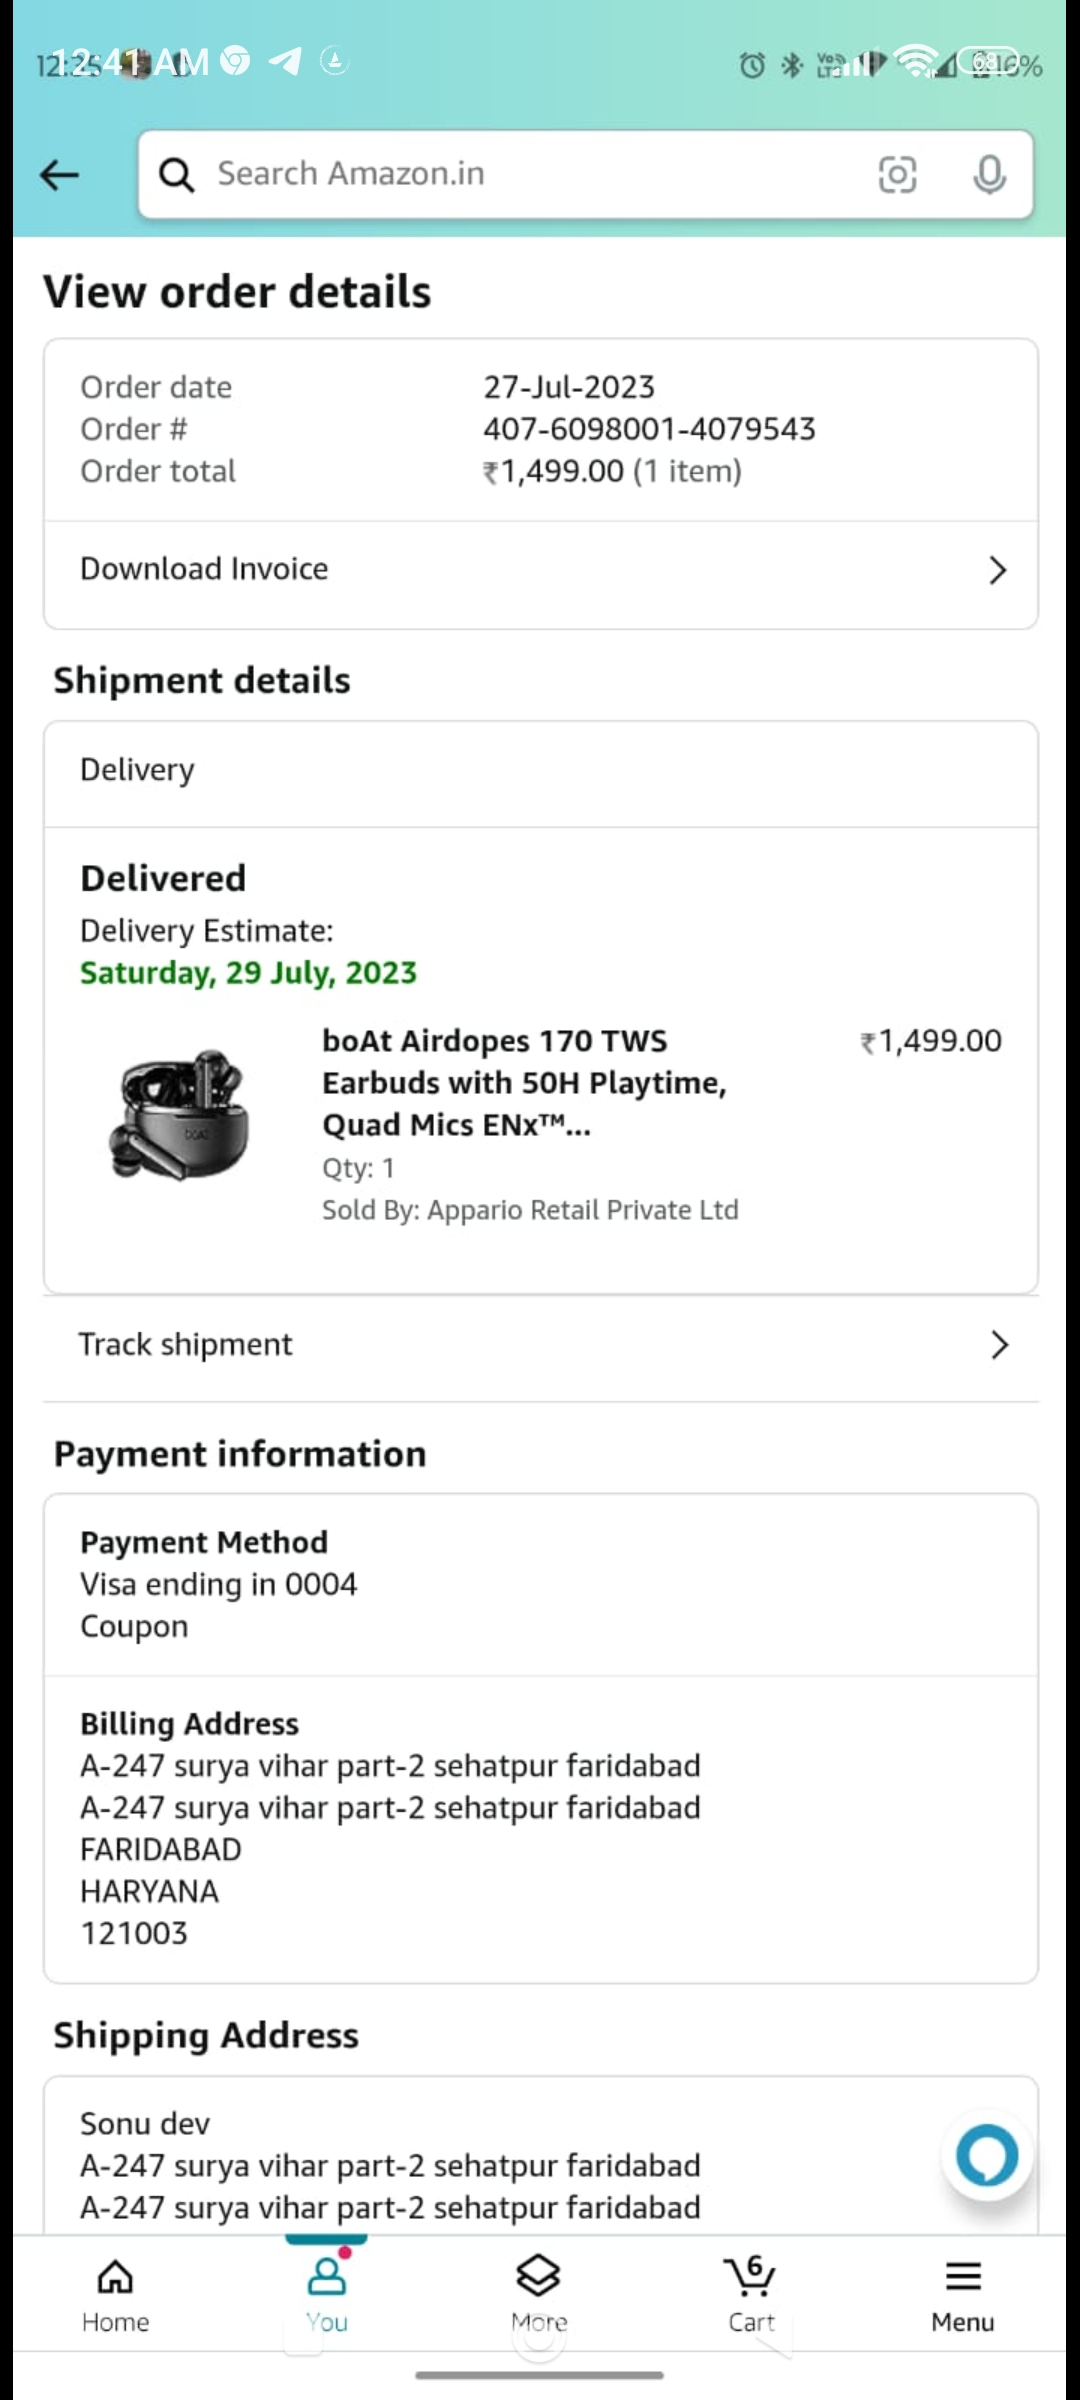 12:41 AM
Search Amazon.in
View order details
Order date 27-Jul-2023
Order # 407-6098001-4079543
Order total ₹1,499.00 (1 item)
Download Invoice
Shipment details
Delivery
Delivered
Delivery Estimate:
Saturday, 29 July, 2023
boAt Airdopes 170 TWS ₹1,499.00
Earbuds with 50H Playtime,
Quad Mics ENx™...
Qty: 1
Sold By: Appario Retail Private Ltd
Track shipment
Payment information
Payment Method
Visa ending in 0004
Coupon
Billing Address
A-247 surya vihar part-2 sehatpur faridabad
A-247 surya vihar part-2 sehatpur faridabad
FARIDABAD
HARYANA
121003
Shipping Address
Sonu dev
A-247 surya vihar part-2 sehatpur faridabad
A-247 surya vihar part-2 sehatpur faridabad
6
Home You More Cart Menu